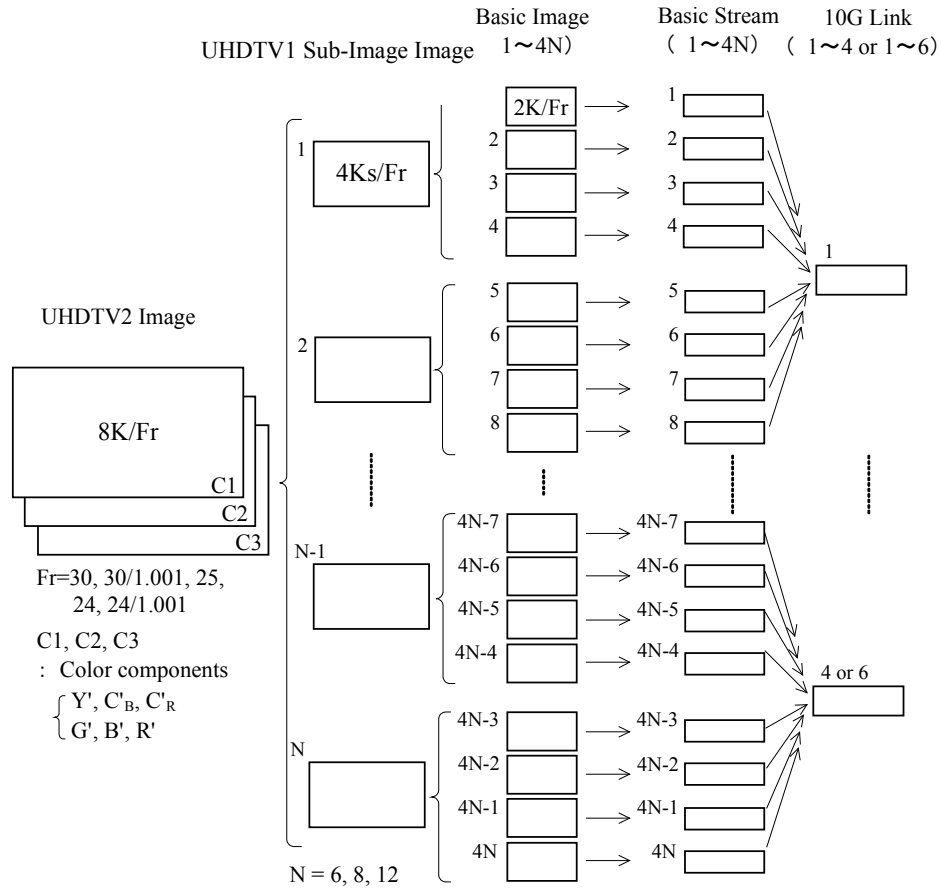 Basic Image
1～4N）
Basic Stream
（ 1～4N）
10G Link
（ 1～4 or 1～6）
UHDTV1 Sub-Image Image
1
4Ks/Fr
2K/Fr
2
3
4
1
2
3
4
1
2
5
6
7
8
5
6
7
8
UHDTV2 Image
8K/Fr
C1
C2
C3
Fr=30, 30/1.001, 25,
24, 24/1.001
C1, C2, C3
: Color components
Y', C'B, C'R
G', B', R'
N-1
4N-7
4N-6
4N-5
4N-4
4N-7
4N-6
4N-5
4N-4
4 or 6
N
4N-3
4N-2
4N-1
4N
4N-3
4N-2
4N-1
4N
N = 6, 8, 12